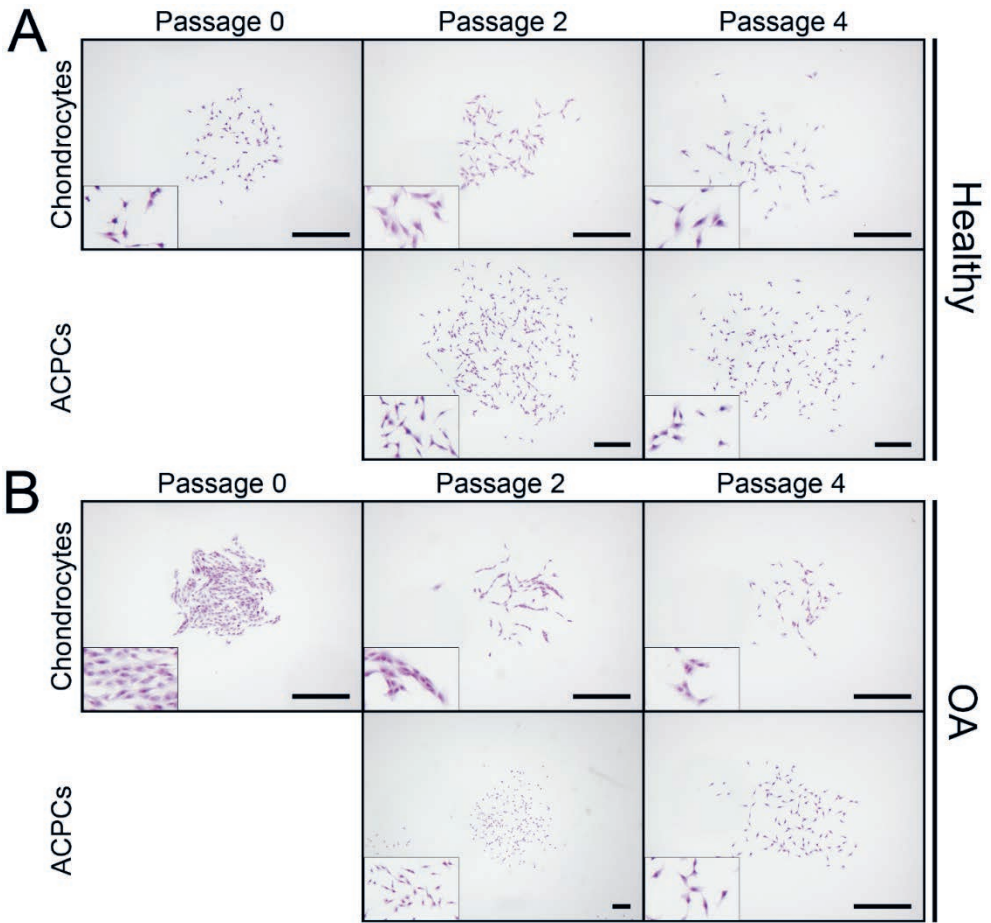 A
Passage 0 Passage 2 Passage 4
Chondrocytes
ACPCs
Healthy
B
Passage 0 Passage 2 Passage 4
Chondrocytes
ACPCs
OA